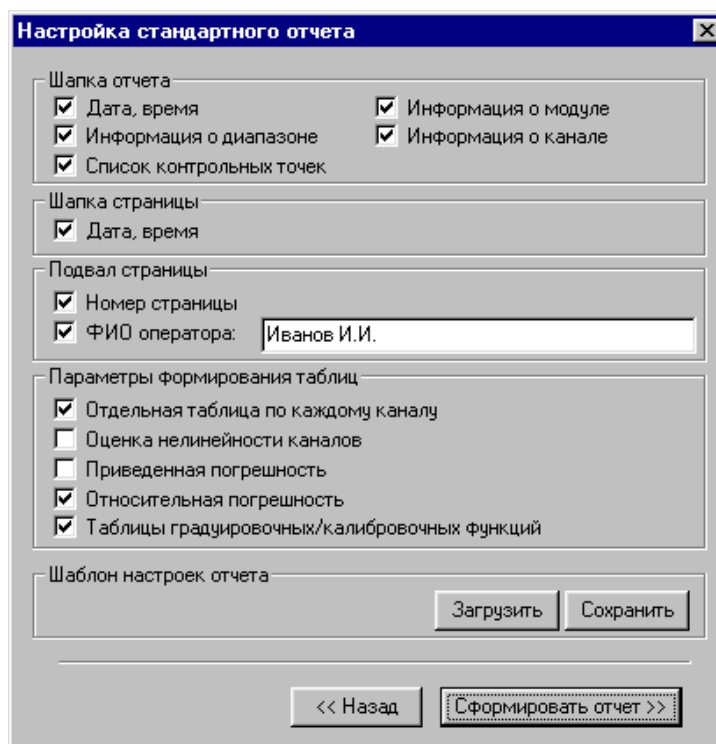 Настройка стандартного отчета
Шапка отчета
Дата, время
Информация о модуле
Информация о диапазоне
Информация о канале
Список контрольных точек
Шапка страницы
Дата, время
Подвал страницы
Номер страницы
ФИО оператора: Иванов И.И.
Параметры формирования таблиц
Отдельная таблица по каждому каналу
Оценка нелинейности каналов
Приведенная погрешность
Относительная погрешность
Таблицы градуировочных/калибровочных функций
Шаблон настроек отчета
Загрузить Сохранить
<< Назад Сформировать отчет >>